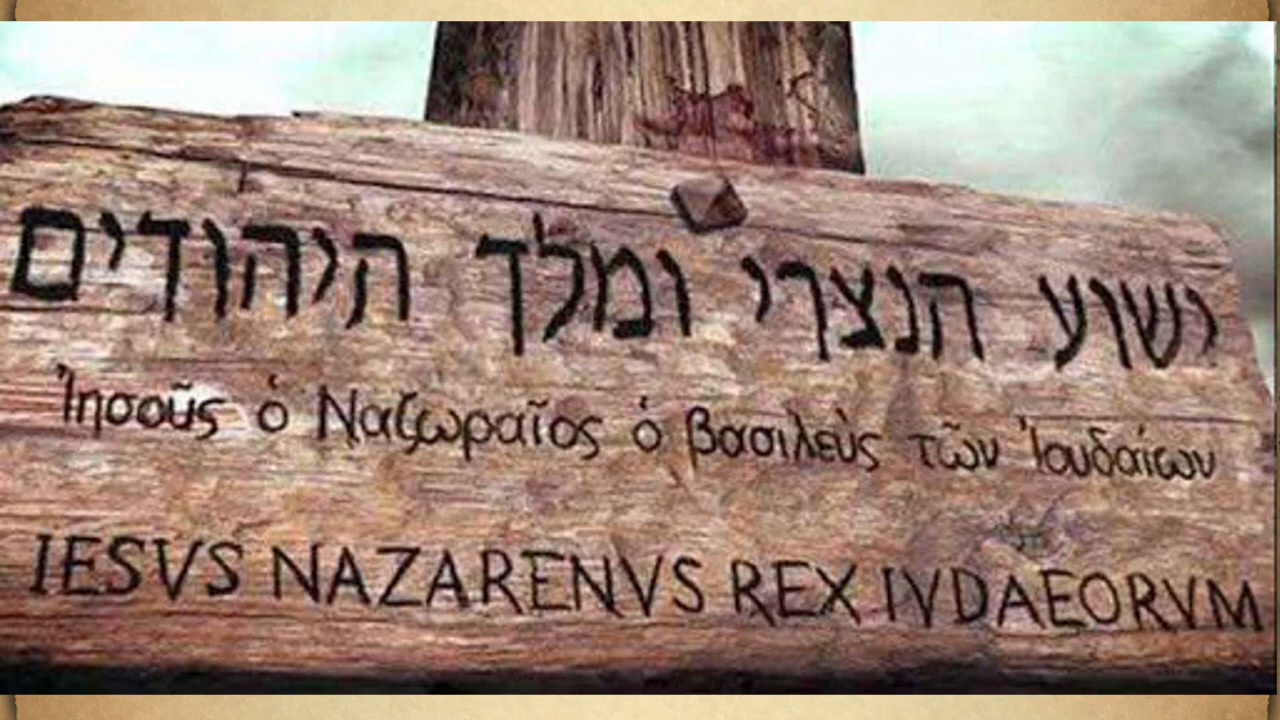 ישוע הנצרי ומלך היהודים
Ἰησοῦς ὁ Ναζωραῖος ὁ βασιλεὺς τῶν Ἰουδαίων
IESVS NAZARENVS REX IVDAEORVM